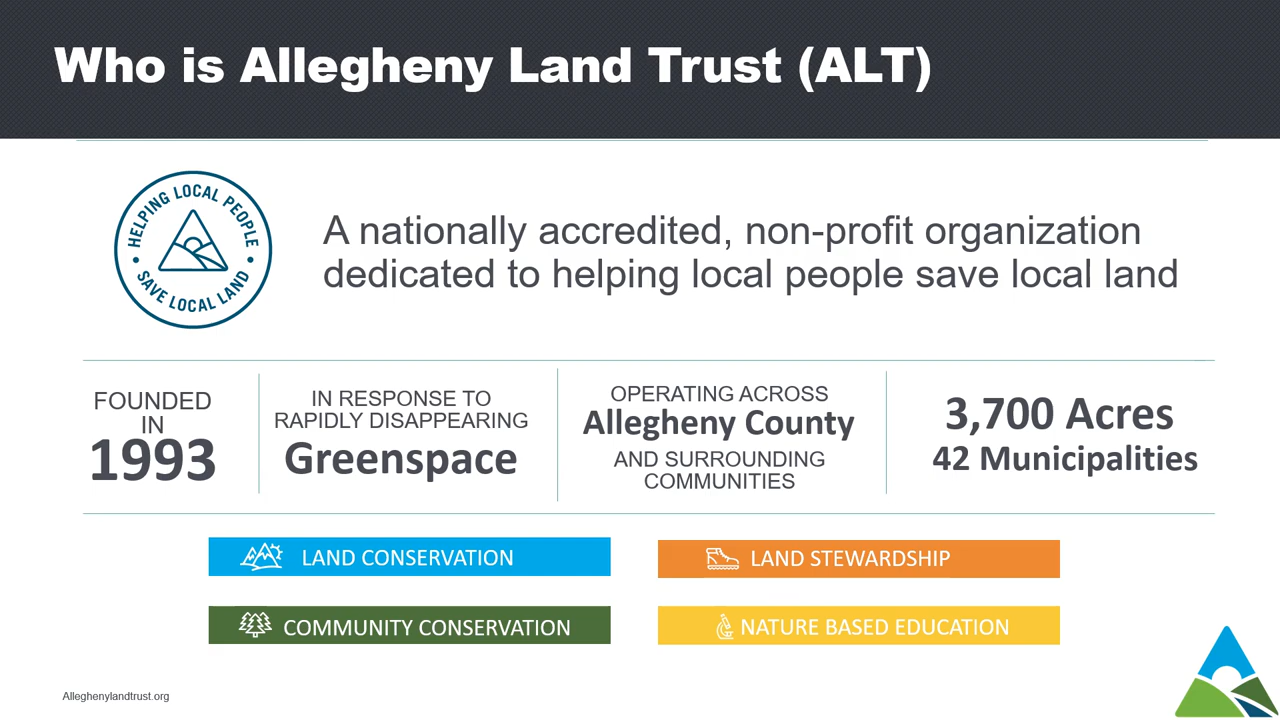 Who is Allegheny Land Trust (ALT)
HELPING LOCAL PEOPLE
SAVE LOCAL LAND
A nationally accredited, non-profit organization
dedicated to helping local people save local land
FOUNDED
IN
1993
IN RESPONSE TO
RAPIDLY DISAPPEARING
Greenspace
OPERATING ACROSS
Allegheny County
AND SURROUNDING
COMMUNITIES
3,700 Acres
42 Municipalities
LAND CONSERVATION
LAND STEWARDSHIP
COMMUNITY CONSERVATION
NATURE BASED EDUCATION
Alleghenylandtrust.org